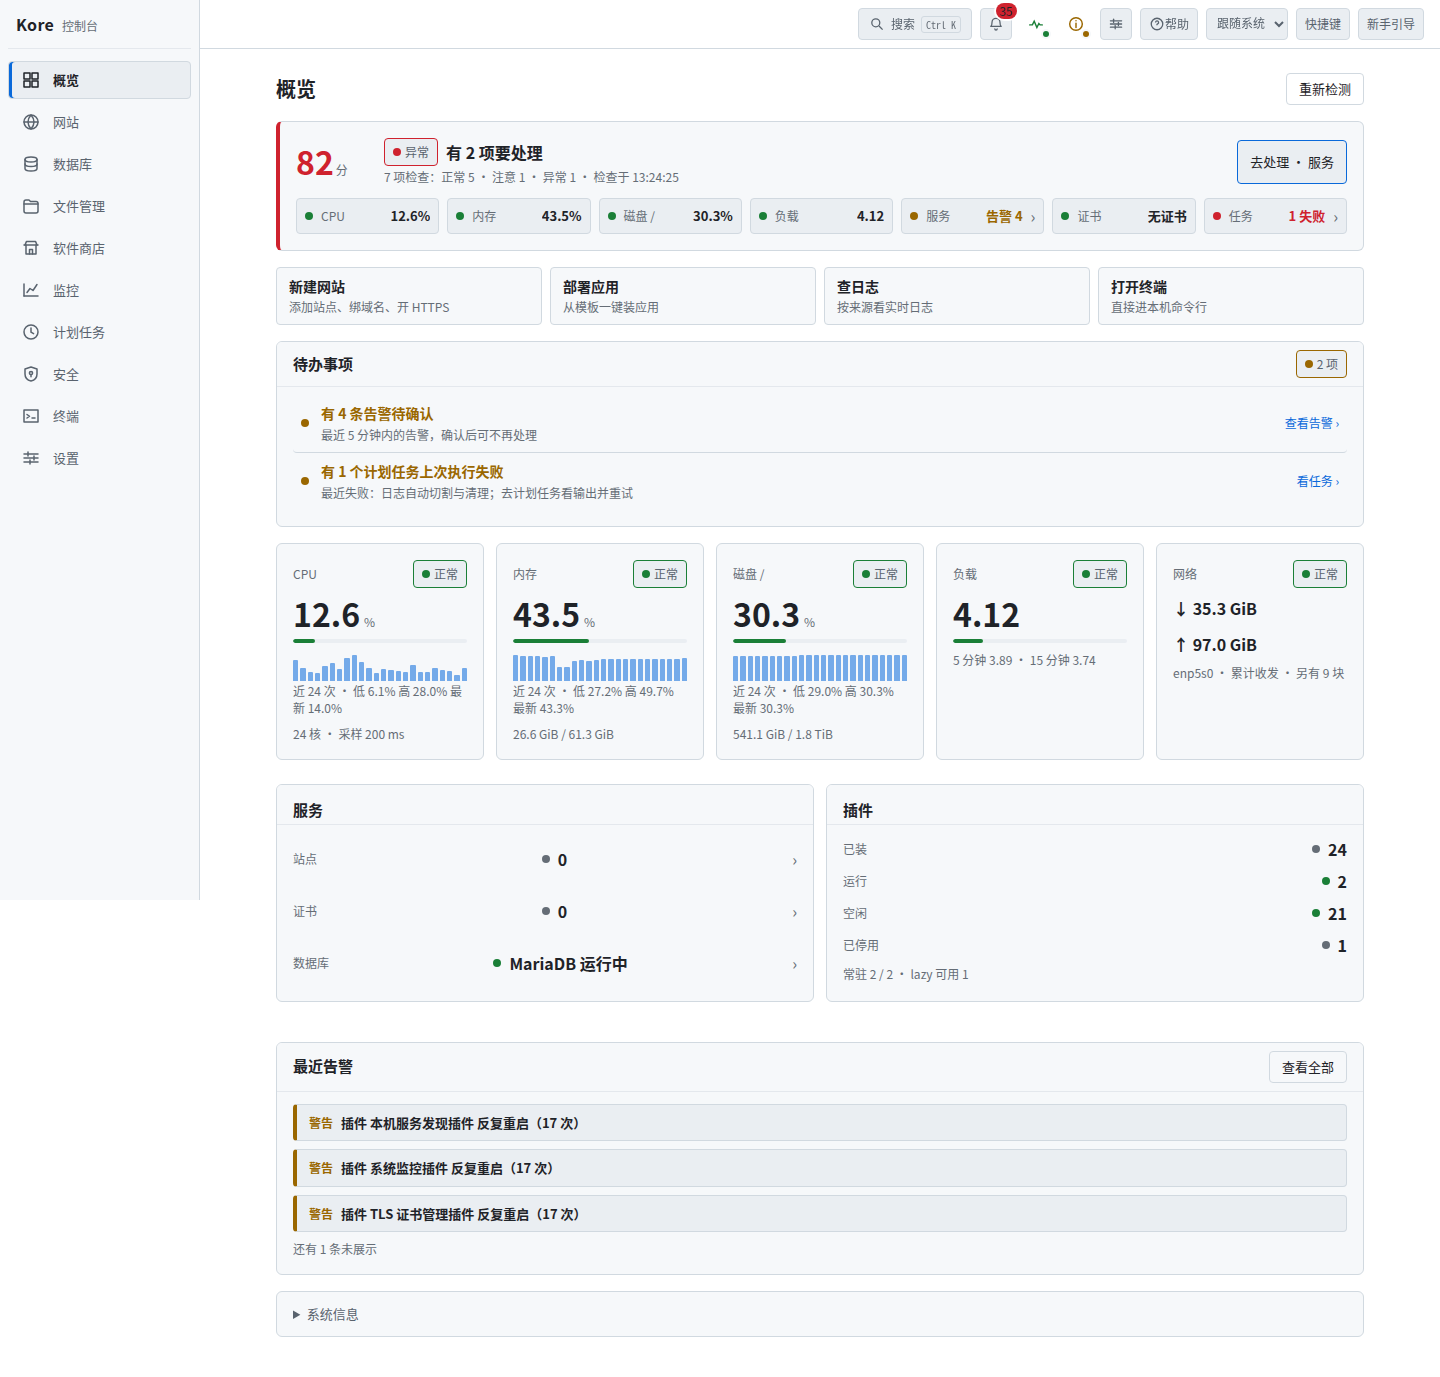 Kore 控制台
搜索 Ctrl K
35
帮助
跟随系统
快捷键
新手引导
概览
网站
数据库
文件管理
软件商店
监控
计划任务
安全
终端
设置
概览
重新检测
82 分
异常 有 2 项要处理
7 项检查：正常 5 · 注意 1 · 异常 1 · 检查于 13:24:25
去处理 · 服务
CPU 12.6%
内存 43.5%
磁盘 / 30.3%
负载 4.12
服务 告警 4 ›
证书 无证书
任务 1 失败 ›
新建网站
添加站点、绑域名、开 HTTPS
部署应用
从模板一键装应用
查日志
按来源看实时日志
打开终端
直接进本机命令行
待办事项
2 项
有 4 条告警待确认
最近 5 分钟内的告警，确认后可不再处理
查看告警 ›
有 1 个计划任务上次执行失败
最近失败：日志自动切割与清理；去计划任务看输出并重试
看任务 ›
CPU 正常
12.6 %
近 24 次 · 低 6.1% 高 28.0% 最
新 14.0%
24 核 · 采样 200 ms
内存 正常
43.5 %
近 24 次 · 低 27.2% 高 49.7%
最新 43.3%
26.6 GiB / 61.3 GiB
磁盘 / 正常
30.3 %
近 24 次 · 低 29.0% 高 30.3%
最新 30.3%
541.1 GiB / 1.8 TiB
负载 正常
4.12
5 分钟 3.89 · 15 分钟 3.74
网络 正常
↓ 35.3 GiB
↑ 97.0 GiB
enp5s0 · 累计收发 · 另有 9 块
服务
站点 0 ›
证书 0 ›
数据库 MariaDB 运行中 ›
插件
已装 24
运行 2
空闲 21
已停用 1
常驻 2 / 2 · lazy 可用 1
最近告警
查看全部
警告 插件 本机服务发现插件 反复重启（17 次）
警告 插件 系统监控插件 反复重启（17 次）
警告 插件 TLS 证书管理插件 反复重启（17 次）
还有 1 条未展示
▶ 系统信息